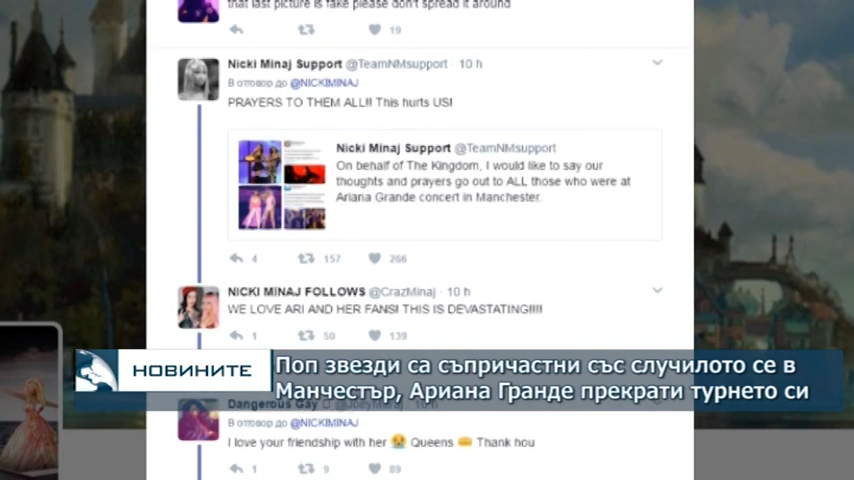 that last picture is fake please don't spread it around
19
Nicki Minaj Support @TeamNMsupport · 10 h
В отговор до @NICKIMINAJ
PRAYERS TO THEM ALL!! This hurts US!
Nicki Minaj Support @TeamNMsupport
On behalf of The Kingdom, I would like to say our
thoughts and prayers go out to ALL those who were at
Ariana Grande concert in Manchester.
4 157 266
NICKI MINAJ FOLLOWS @CrazMinaj · 10 h
WE LOVE ARI AND HER FANS! THIS IS DEVASTATING!!!!!
1 50 139
НОВИНИТЕ
Поп звезди са съпричастни със случилото се в
Манчестър, Ариана Гранде прекрати турнето си
Dangerous Gay
В отговор до @NICKIMINAJ
I love your friendship with her 😭 Queens 🍔 Thank hou
1 9 89